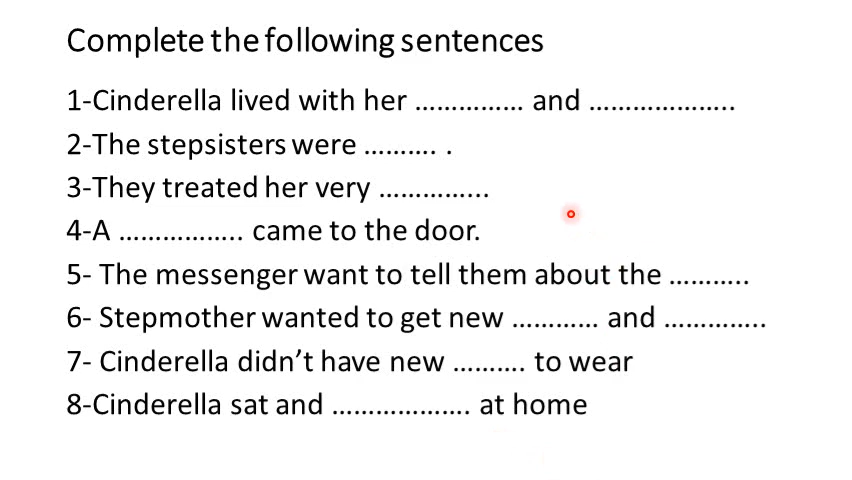 Complete the following sentences
1-Cinderella lived with her …………… and ………………..
2-The stepsisters were ………. .
3-They treated her very …………...
4-A …………….. came to the door.
5- The messenger want to tell them about the ………..
6- Stepmother wanted to get new ………… and …………..
7- Cinderella didn’t have new ………. to wear
8-Cinderella sat and ………………. at home